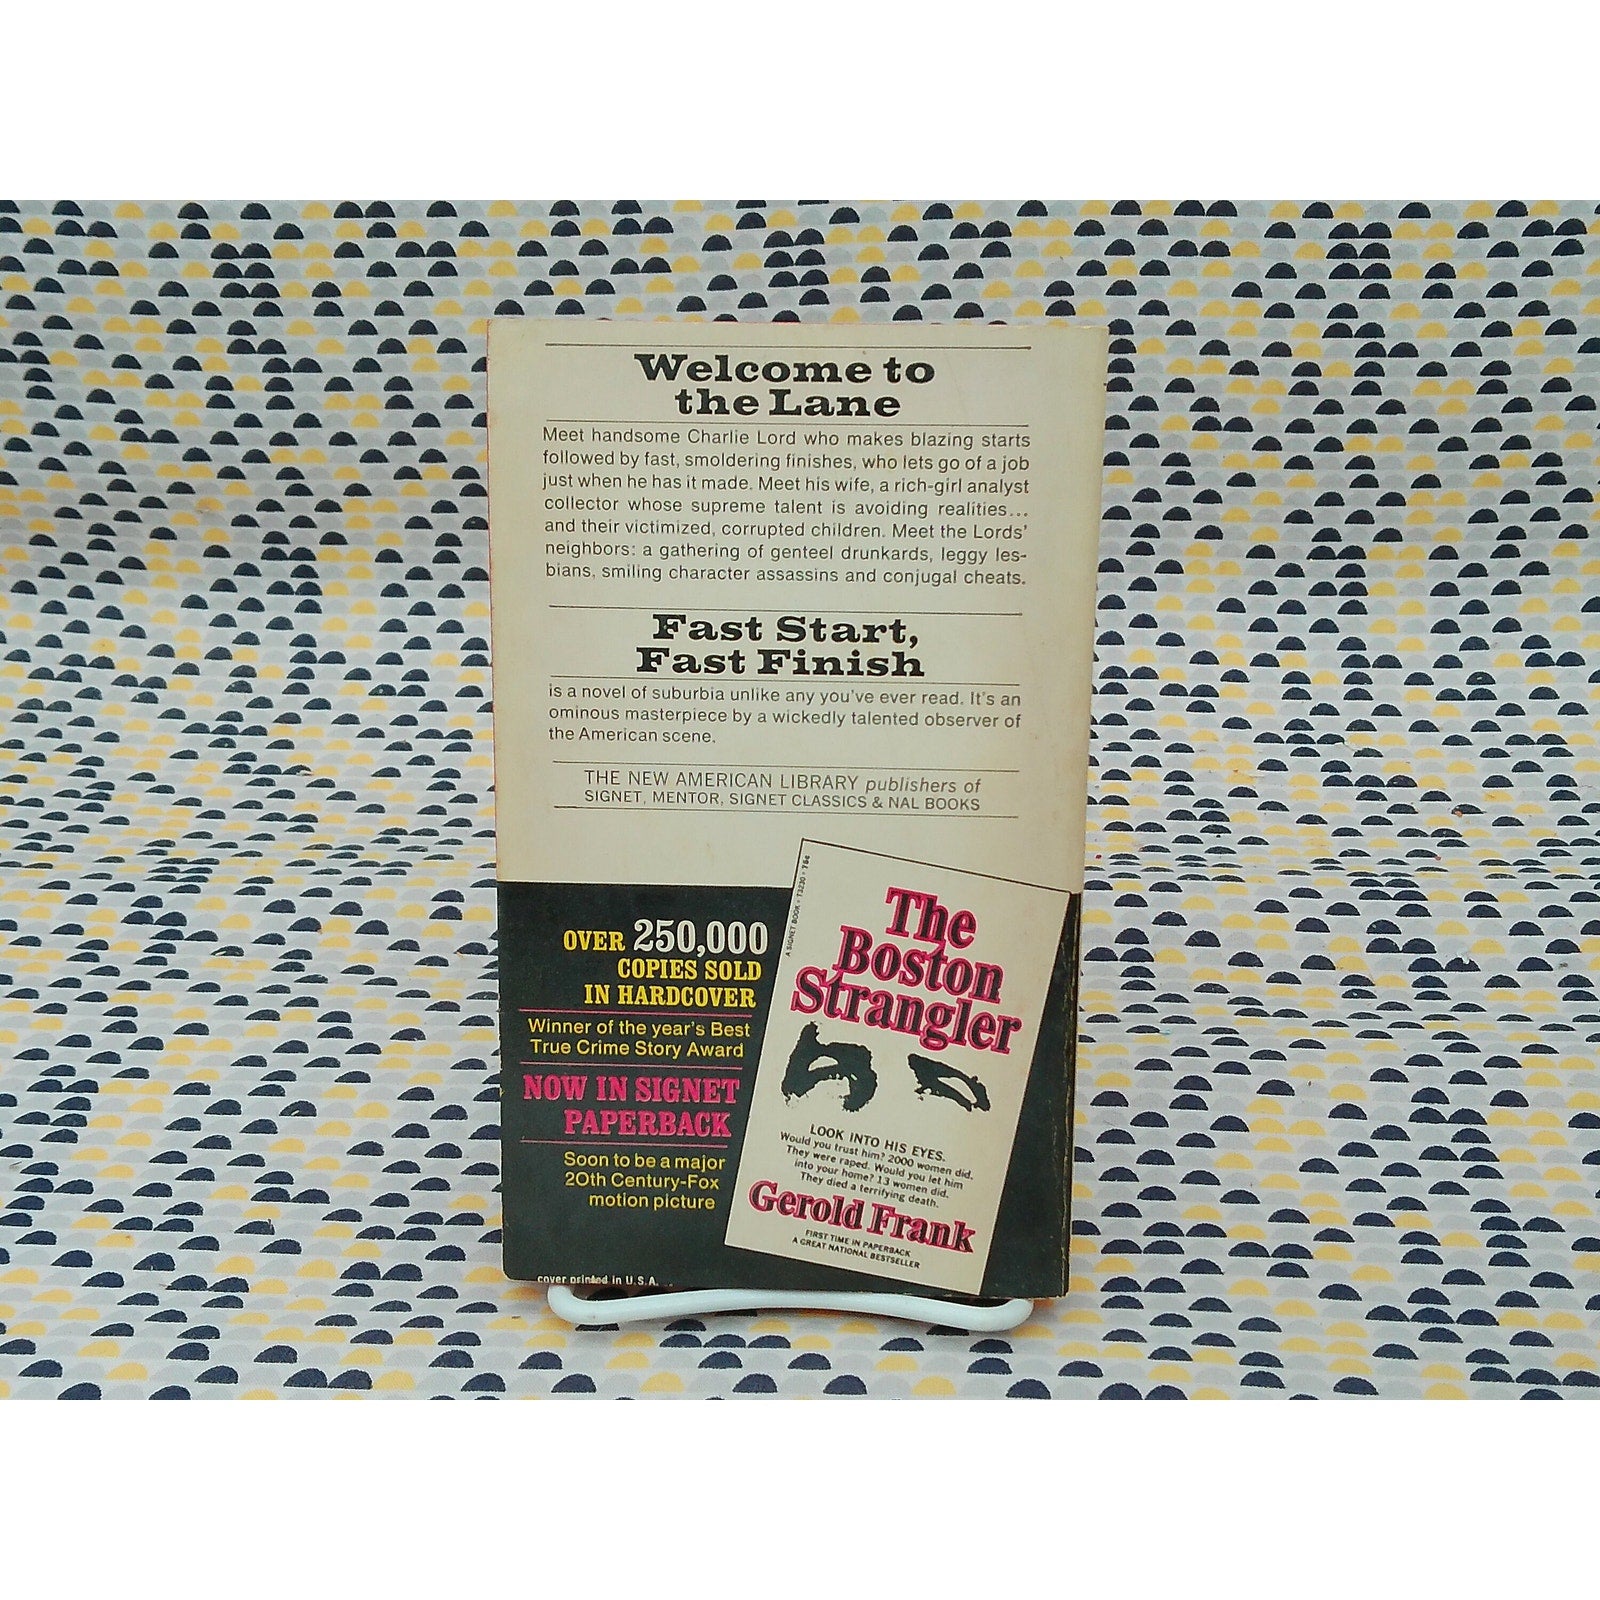 Welcome to
the Lane
Meet handsome Charlie Lord who makes blazing starts
followed by fast, smoldering finishes, who lets go of a job
just when he has it made. Meet his wife, a rich-girl analyst
collector whose supreme talent is avoiding realities...
and their victimized, corrupted children. Meet the Lords'
neighbors: a gathering of genteel drunkards, leggy les-
bians, smiling character assassins and conjugal cheats.
Fast Start,
Fast Finish
is a novel of suburbia unlike any you've ever read. It's an
ominous masterpiece by a wickedly talented observer of
the American scene.
THE NEW AMERICAN LIBRARY publishers of
SIGNET, MENTOR, SIGNET CLASSICS & NAL BOOKS
OVER 250,000
COPIES SOLD
IN HARDCOVER
Winner of the year's Best
True Crime Story Award
NOW IN SIGNET
PAPERBACK
Soon to be a major
20th Century-Fox
motion picture
A SIGNET BOOK • T3230 • 75¢
The
Boston
Strangler
LOOK INTO HIS EYES.
Would you trust him? 2000 women did.
They were raped. Would you let him
into your home? 13 women did.
They died a terrifying death.
Gerold Frank
FIRST TIME IN PAPERBACK
A GREAT NATIONAL BESTSELLER
cover printed in U.S.A.